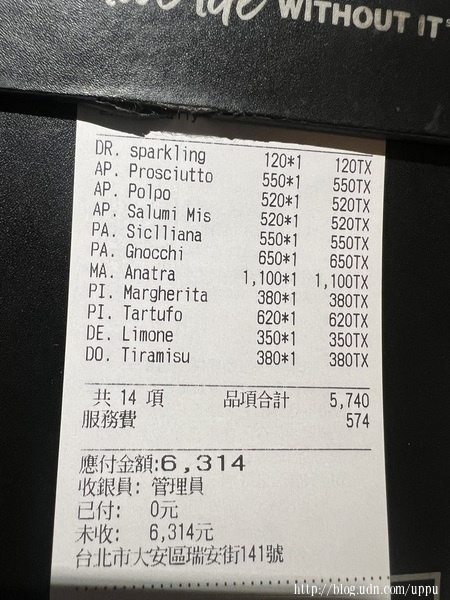 WITHOUT IT
DR. sparkling 120*1 120TX
AP. Prosciutto 550*1 550TX
AP. Polpo 520*1 520TX
AP. Salumi Mis 520*1 520TX
PA. Siclliana 550*1 550TX
PA. Gnocchi 650*1 650TX
MA. Anatra 1,100*1 1,100TX
PI. Margherita 380*1 380TX
PI. Tartufo 620*1 620TX
DE. Limone 350*1 350TX
DO. Tiramisu 380*1 380TX
共 14 項 品項合計 5,740
服務費 574
應付金額:6,314
收銀員: 管理員
已付: 0元
未收: 6,314元
台北市大安區瑞安街141號
http://blog.udn.com/uppu